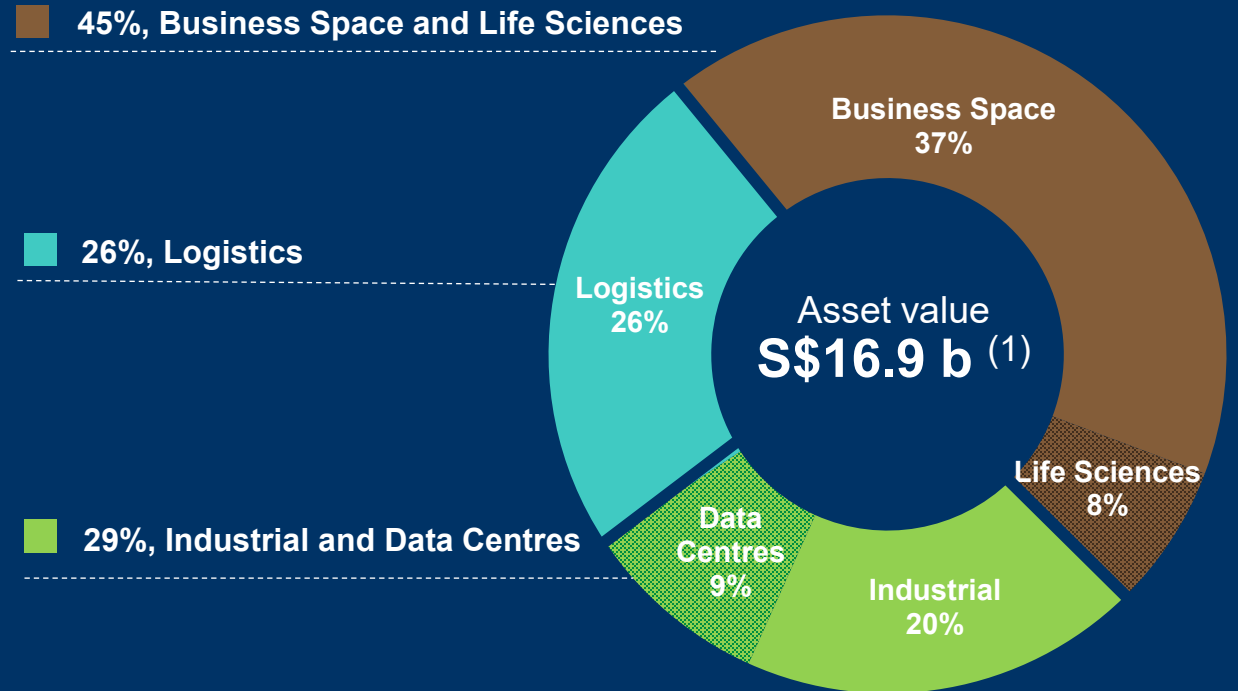 45%, Business Space and Life Sciences
Business Space
37%
26%, Logistics
Logistics
26%
Asset value
S$16.9 b (1)
Life Sciences
8%
29%, Industrial and Data Centres
Data
Centres
9%
Industrial
20%